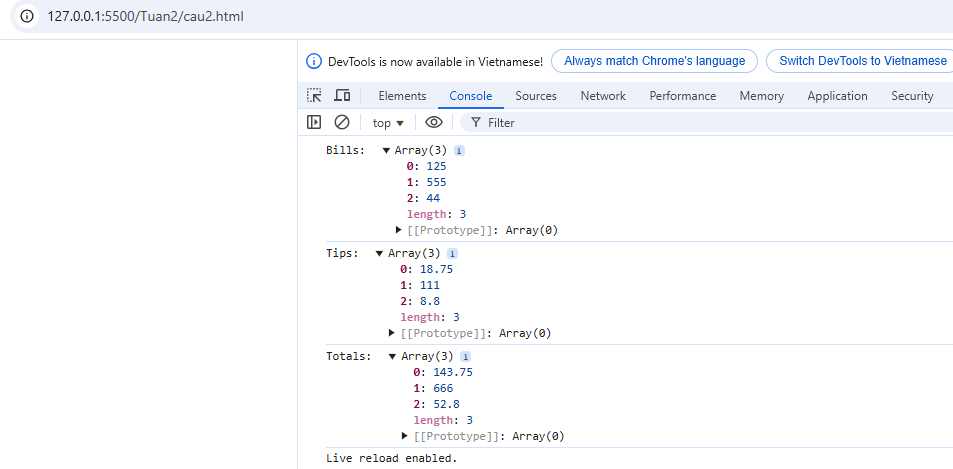 127.0.0.1:5500/Tuan2/cau2.html
DevTools is now available in Vietnamese! Always match Chrome's language Switch DevTools to Vietnamese
Elements Console Sources Network Performance Memory Application Security
top Filter
Bills: Array(3) i
0: 125
1: 555
2: 44
length: 3
[[Prototype]]: Array(0)
Tips: Array(3) i
0: 18.75
1: 111
2: 8.8
length: 3
[[Prototype]]: Array(0)
Totals: Array(3) i
0: 143.75
1: 666
2: 52.8
length: 3
[[Prototype]]: Array(0)
Live reload enabled.